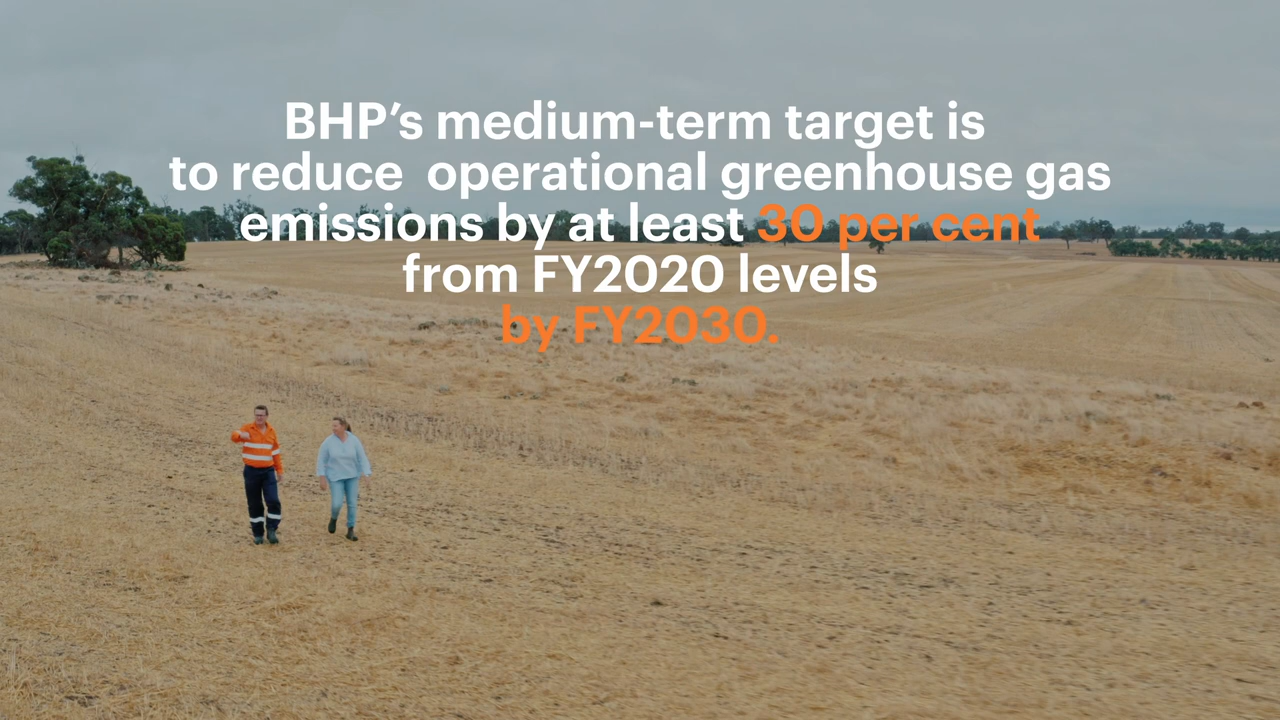 BHP’s medium-term target is
to reduce  operational greenhouse gas
emissions by at least 30 per cent
from FY2020 levels
by FY2030.